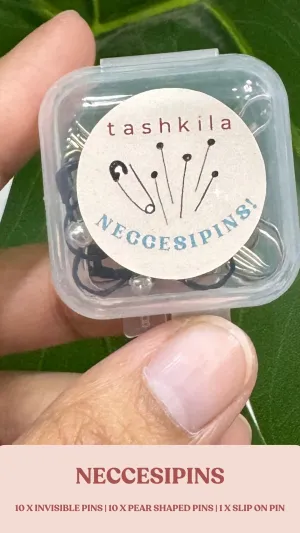 tashkila
NECCESIPINS!
NECCESIPINS
10 X INVISIBLE PINS | 10 X PEAR SHAPED PINS | 1 X SLIP ON PIN